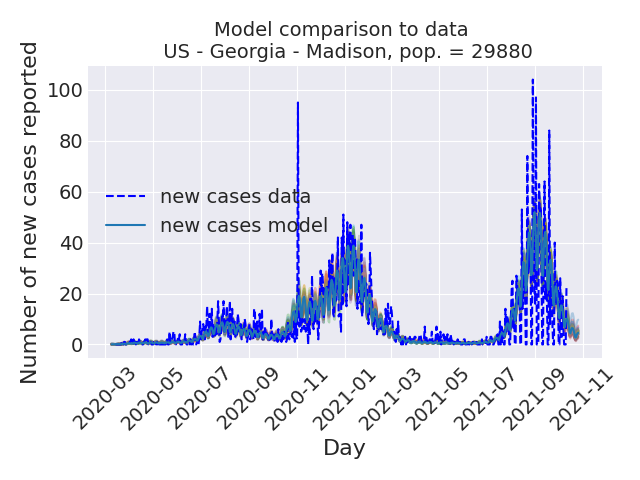 Model comparison to data
US - Georgia - Madison, pop. = 29880
Number of new cases reported
100
80
60
40
20
0
new cases data
new cases model
2020-03
2020-05
2020-07
2020-09
2020-11
2021-01
2021-03
2021-05
2021-07
2021-09
2021-11
Day